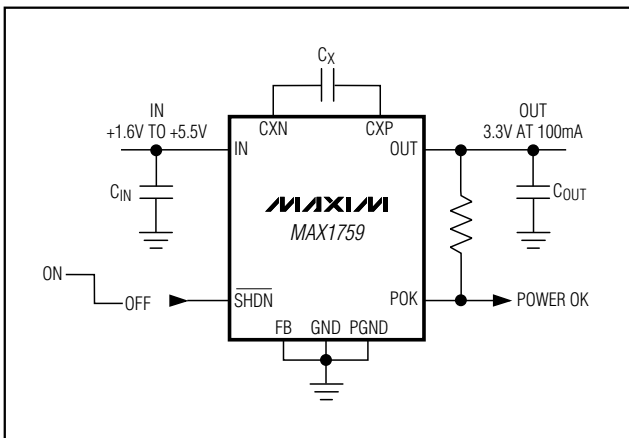 CX
IN
+1.6V TO +5.5V
OUT
3.3V AT 100mA
CXN
CXP
IN
OUT
CIN
COUT
MAXIM
MAX1759
ON
OFF
SHDN
POK
POWER OK
FB
GND
PGND